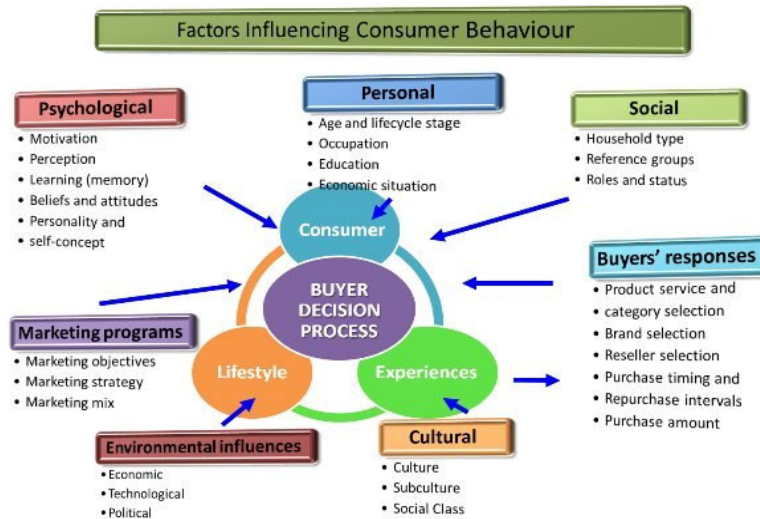 Factors Influencing Consumer Behaviour
Psychological
• Motivation
• Perception
• Learning (memory)
• Beliefs and attitudes
• Personality and
• self-concept
Personal
• Age and lifecycle stage
• Occupation
• Education
• Economic situation
Social
• Household type
• Reference groups
• Roles and status
Consumer
BUYER
DECISION
PROCESS
Lifestyle
Experiences
Buyers' responses
• Product service and
• category selection
• Brand selection
• Reseller selection
• Purchase timing and
• Repurchase intervals
• Purchase amount
Marketing programs
• Marketing objectives
• Marketing strategy
• Marketing mix
Environmental influences
• Economic
• Technological
• Political
Cultural
• Culture
• Subculture
• Social Class